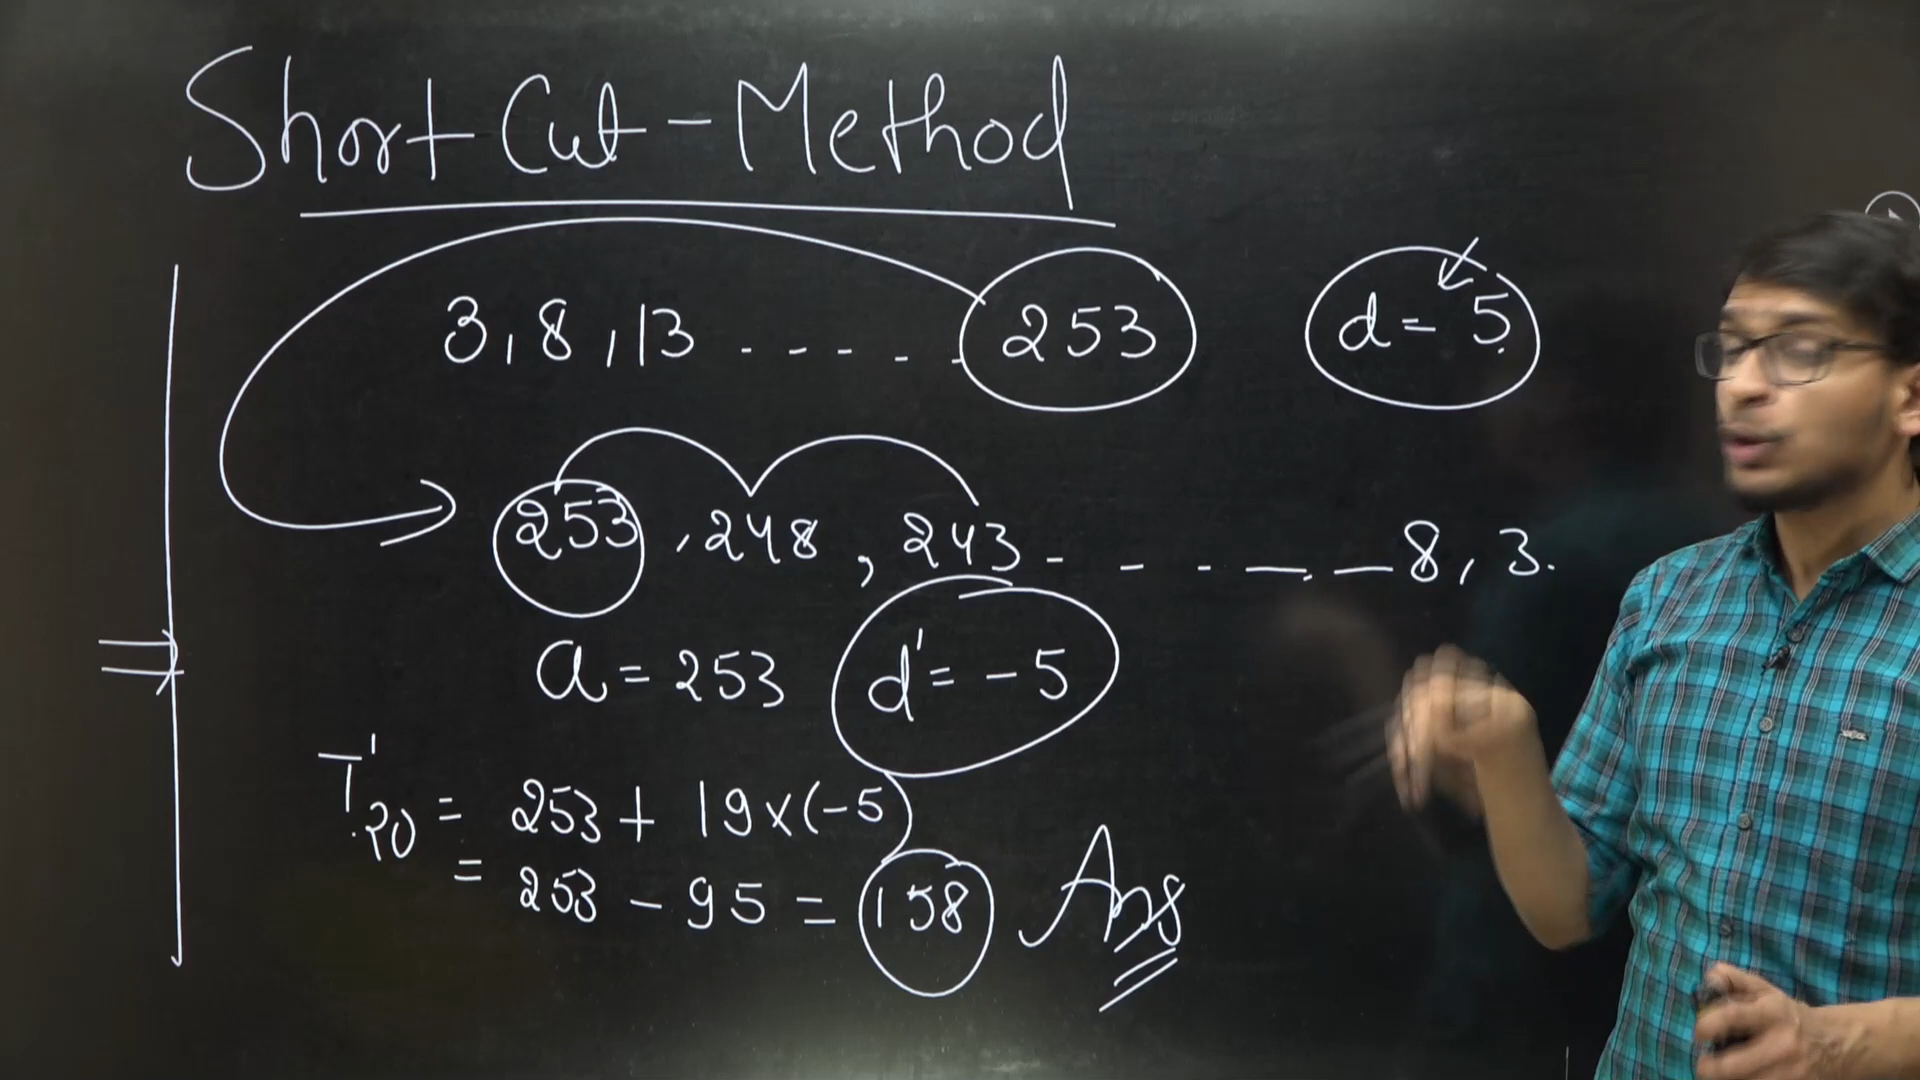 Short Cut - Method
3, 8, 13 - - - - - 253 d = 5
253, 248, 243 - - - - - 8, 3.
a = 253 d' = -5
T'20 = 253 + 19×(-5)
= 253 - 95 = 158 Ans